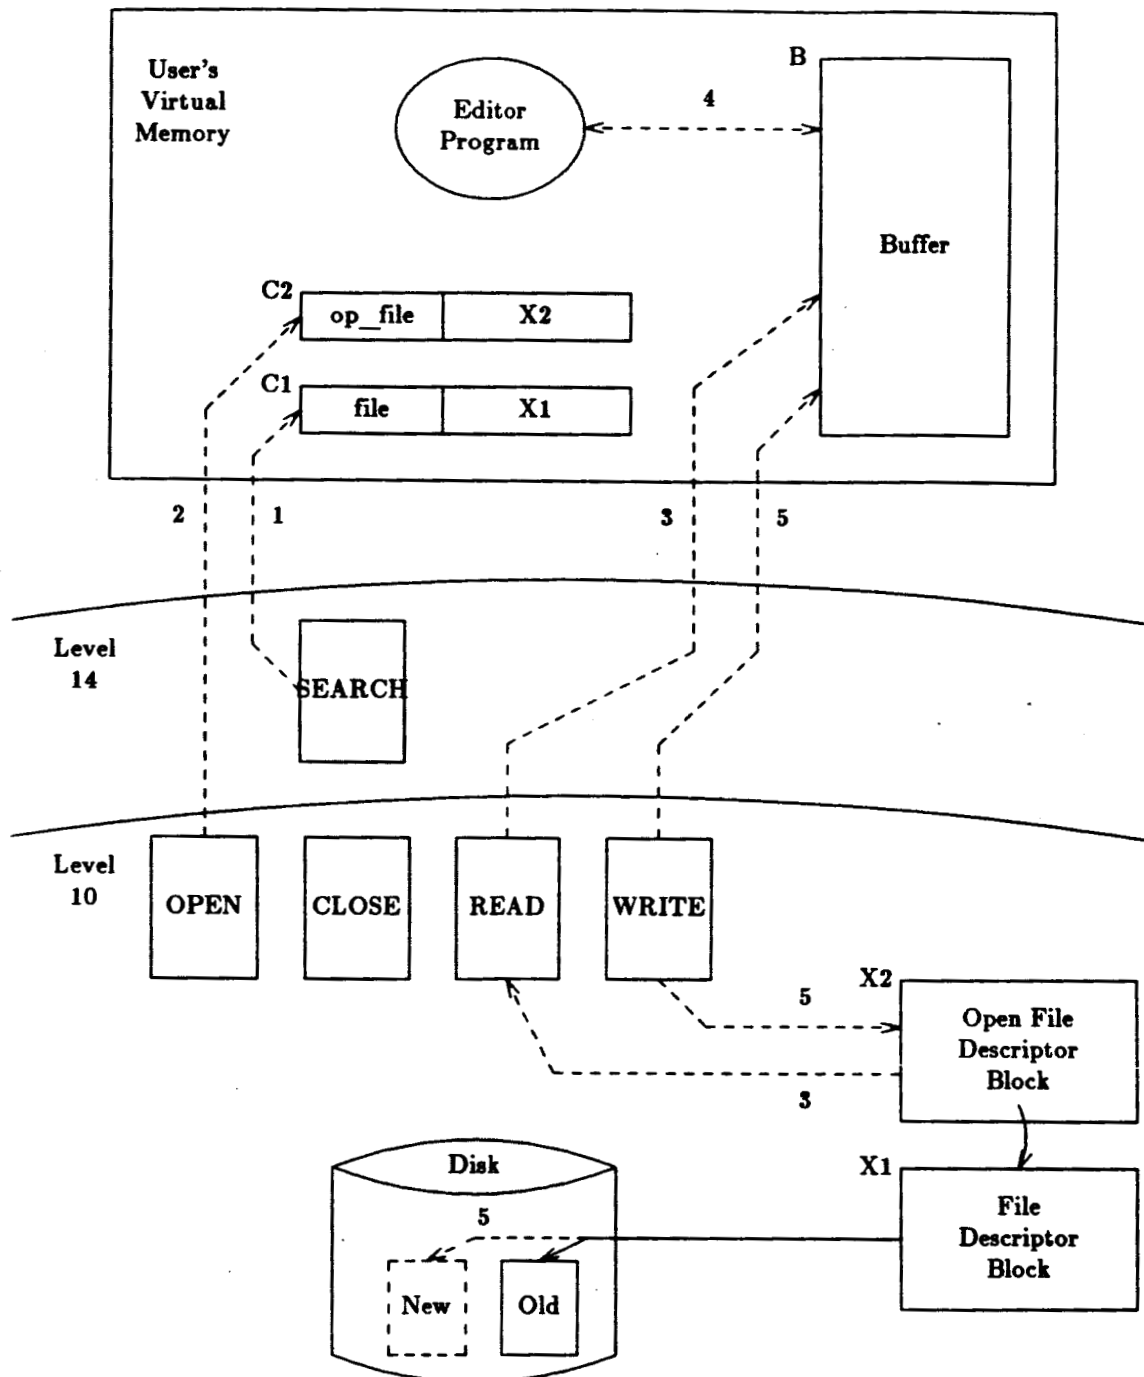 User's
Virtual
Memory
Editor
Program
4
B
Buffer
C2
op_file
X2
C1
file
X1
2
1
3
5
Level
14
SEARCH
Level
10
OPEN
CLOSE
READ
WRITE
5
3
X2
Open File
Descriptor
Block
X1
File
Descriptor
Block
Disk
5
New
Old